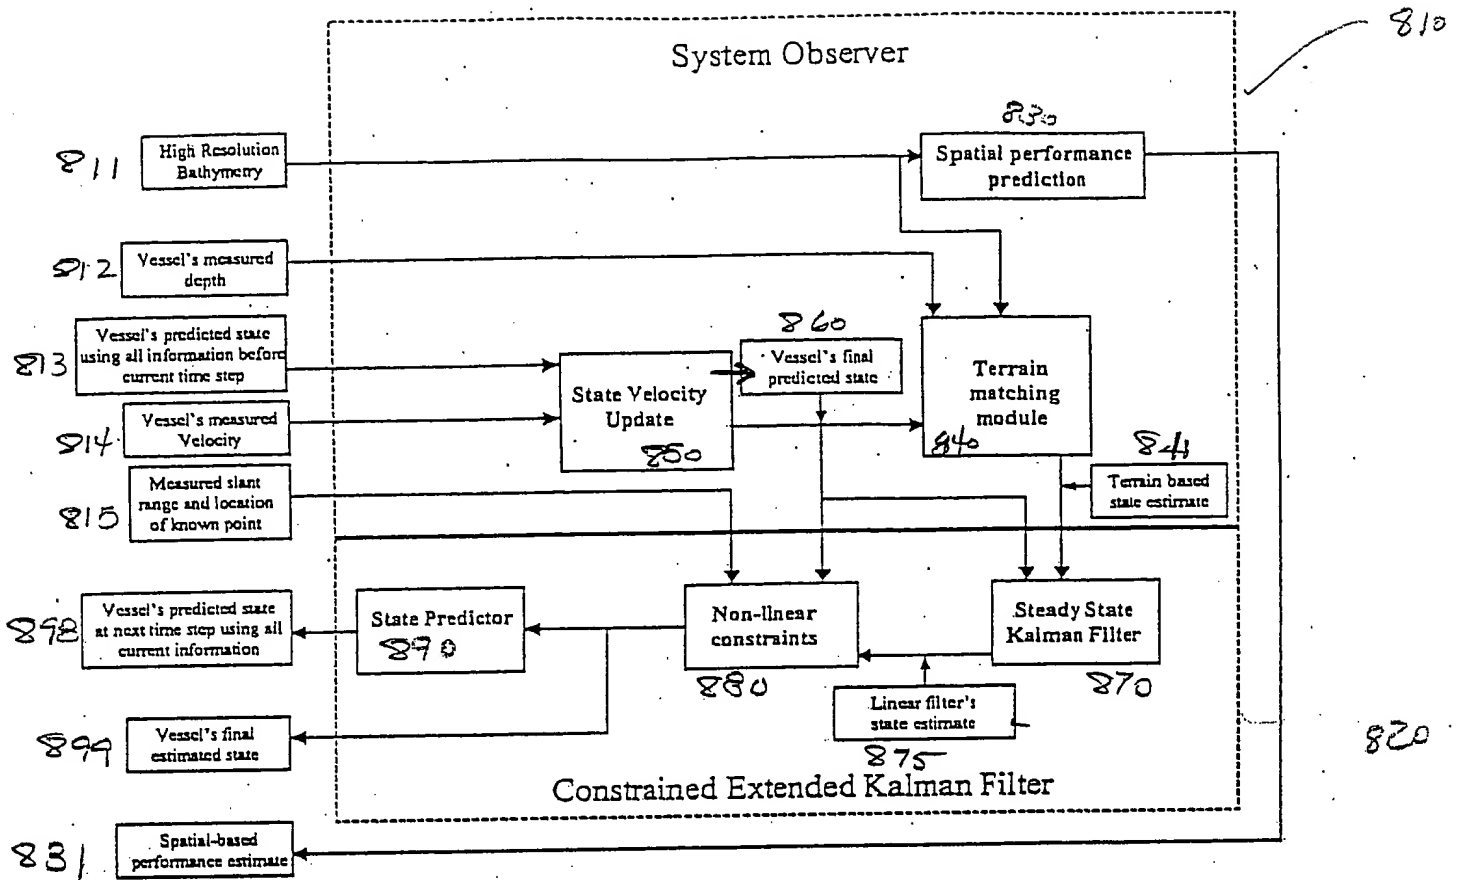 810
System Observer
830
811
High Resolution
Bathymetry
Spatial performance
prediction
812
Vessel's measured
depth
813
Vessel's predicted state
using all information before
current time step
860
Vessel's final
predicted state
State Velocity
Update
850
Terrain
matching
module
840
814
Vessel's measured
Velocity
841
Terrain based
state estimate
815
Measured slant
range and location
of known point
898
Vessel's predicted state
at next time step using all
current information
State Predictor
890
Non-linear
constraints
880
Steady State
Kalman Filter
870
Linear filter's
state estimate
875
820
899
Vessel's final
estimated state
Constrained Extended Kalman Filter
831
Spatial-based
performance estimate